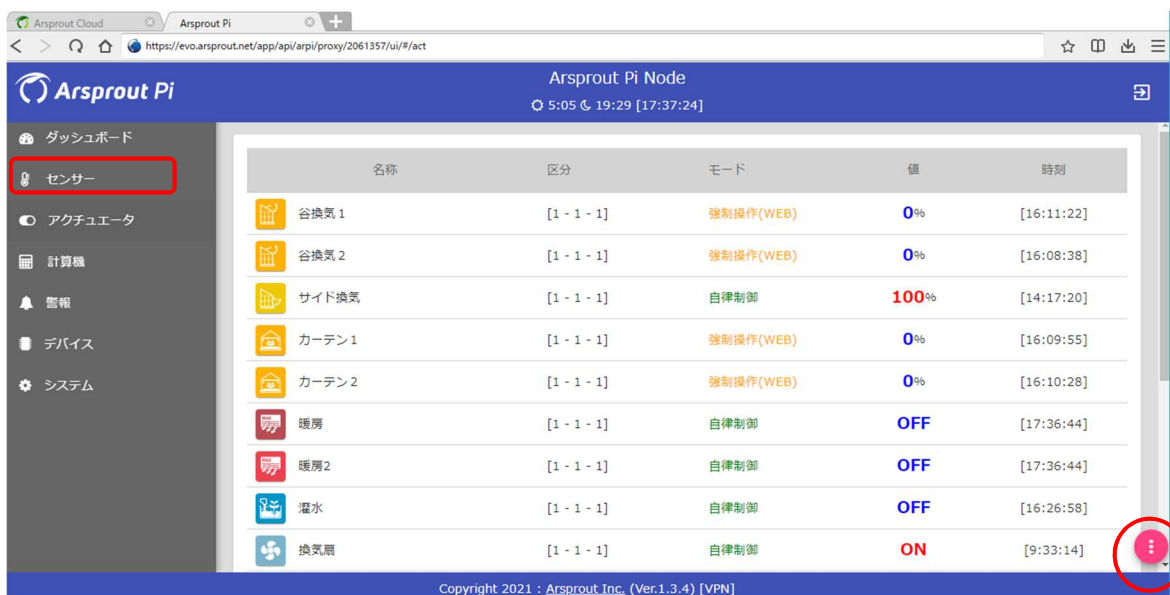 Arsprout Cloud
Arsprout Pi
https://evo.arsprout.net/app/api/arpi/proxy/2061357/ui/#/act
Arsprout Pi
Arsprout Pi Node
5:05 19:29 [17:37:24]
ダッシュボード
センサー
アクチュエータ
計算機
警報
デバイス
システム
名称 区分 モード 値 時刻
谷換気1 [1 - 1 - 1] 強制操作(WEB) 0% [16:11:22]
谷換気2 [1 - 1 - 1] 強制操作(WEB) 0% [16:08:38]
サイド換気 [1 - 1 - 1] 自律制御 100% [14:17:20]
カーテン1 [1 - 1 - 1] 強制操作(WEB) 0% [16:09:55]
カーテン2 [1 - 1 - 1] 強制操作(WEB) 0% [16:10:28]
暖房 [1 - 1 - 1] 自律制御 OFF [17:36:44]
暖房2 [1 - 1 - 1] 自律制御 OFF [17:36:44]
灌水 [1 - 1 - 1] 自律制御 OFF [16:26:58]
換気扇 [1 - 1 - 1] 自律制御 ON [9:33:14]
Copyright 2021 : Arsprout Inc. (Ver.1.3.4) [VPN]